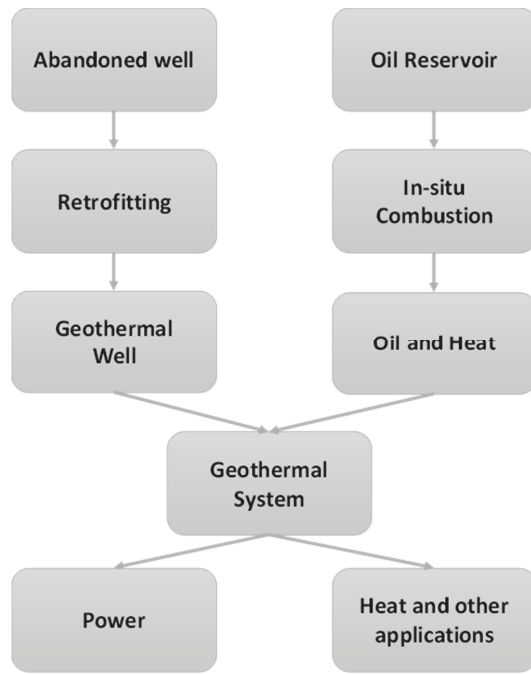 Abandoned well
Oil Reservoir
Retrofitting
In-situ
Combustion
Geothermal
Well
Oil and Heat
Geothermal
System
Power
Heat and other
applications